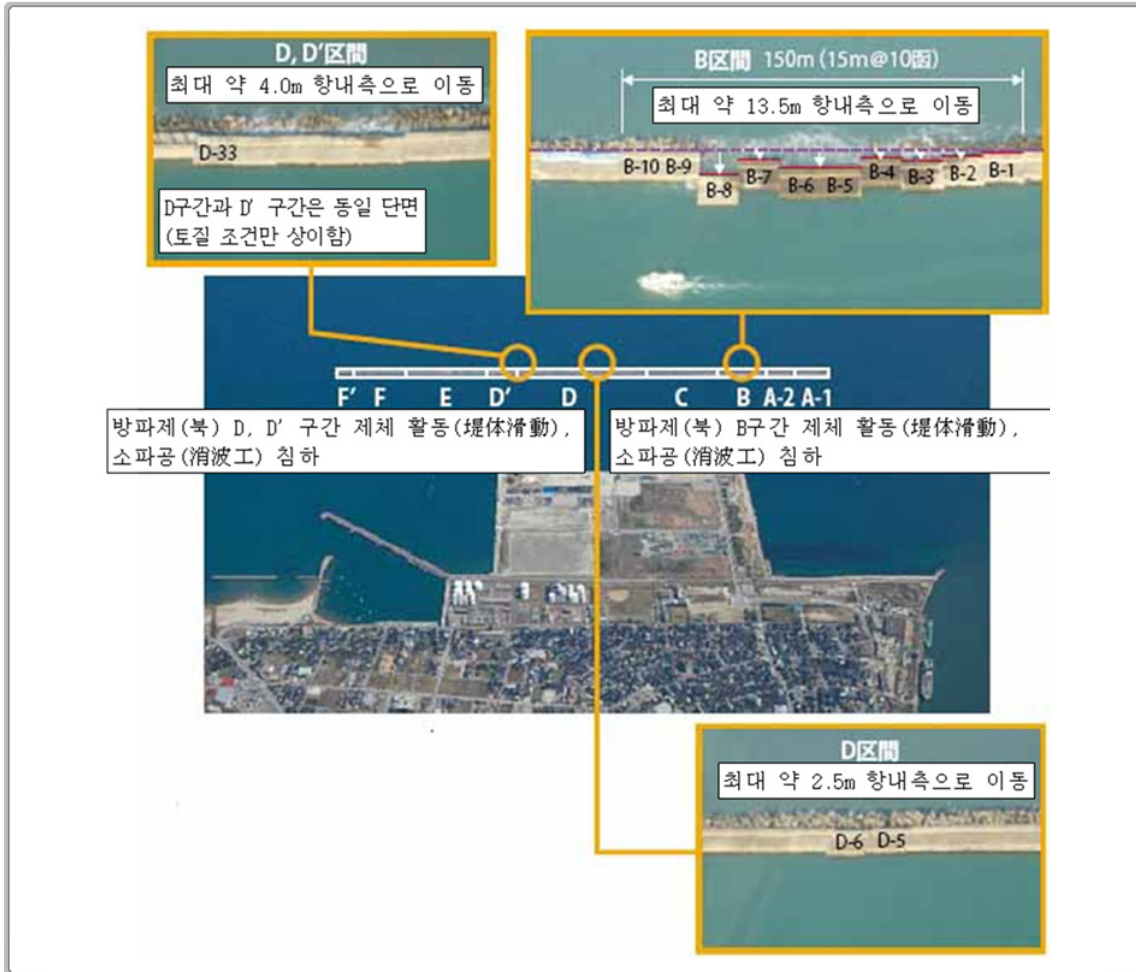 D, D′区間
최대 약 4.0m 항내측으로 이동
D-33
D구간과 D′ 구간은 동일 단면
(토질 조건만 상이함)
B区間 150m (15m@10函)
최대 약 13.5m 항내측으로 이동
B-10 B-9 B-8 B-7 B-6 B-5 B-4 B-3 B-2 B-1
F′ F E D′ D C B A-2 A-1
방파제(북) D, D′ 구간 제체 활동(堤体滑動),
소파공(消波工) 침하
방파제(북) B구간 제체 활동(堤体滑動),
소파공(消波工) 침하
D区間
최대 약 2.5m 항내측으로 이동
D-6 D-5